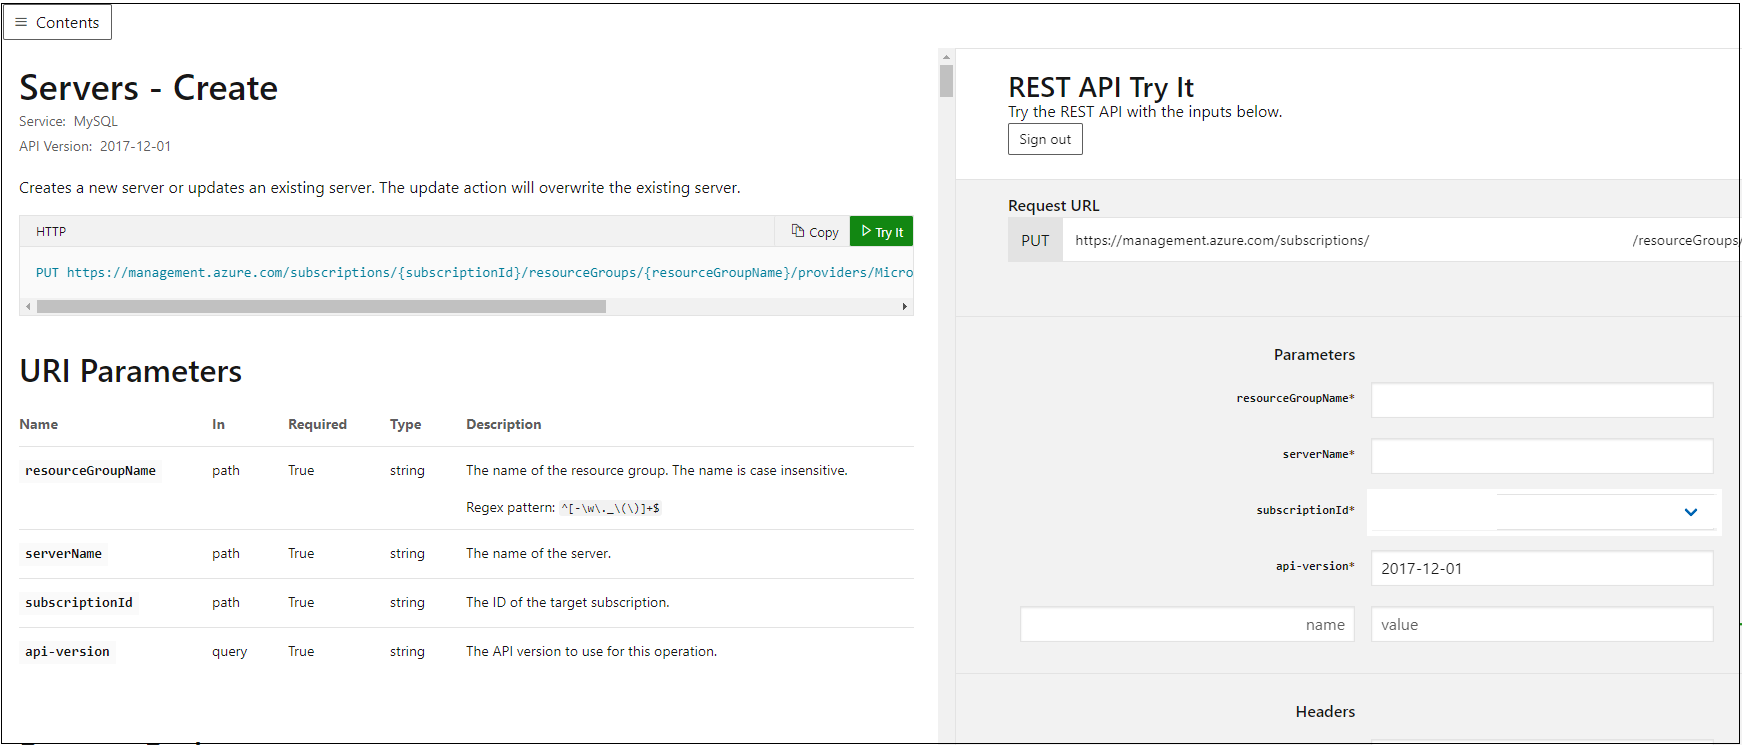 Contents
Servers - Create
Service: MySQL
API Version: 2017-12-01
Creates a new server or updates an existing server. The update action will overwrite the existing server.
HTTP
Copy
Try It
PUT https://management.azure.com/subscriptions/{subscriptionId}/resourceGroups/{resourceGroupName}/providers/Micro
URI Parameters
Name In Required Type Description
resourceGroupName path True string The name of the resource group. The name is case insensitive.
Regex pattern: ^[-\w\._\(\)]+$
serverName path True string The name of the server.
subscriptionId path True string The ID of the target subscription.
api-version query True string The API version to use for this operation.
REST API Try It
Try the REST API with the inputs below.
Sign out
Request URL
PUT https://management.azure.com/subscriptions/ /resourceGroups/
Parameters
resourceGroupName*
serverName*
subscriptionId*
api-version* 2017-12-01
name value
Headers